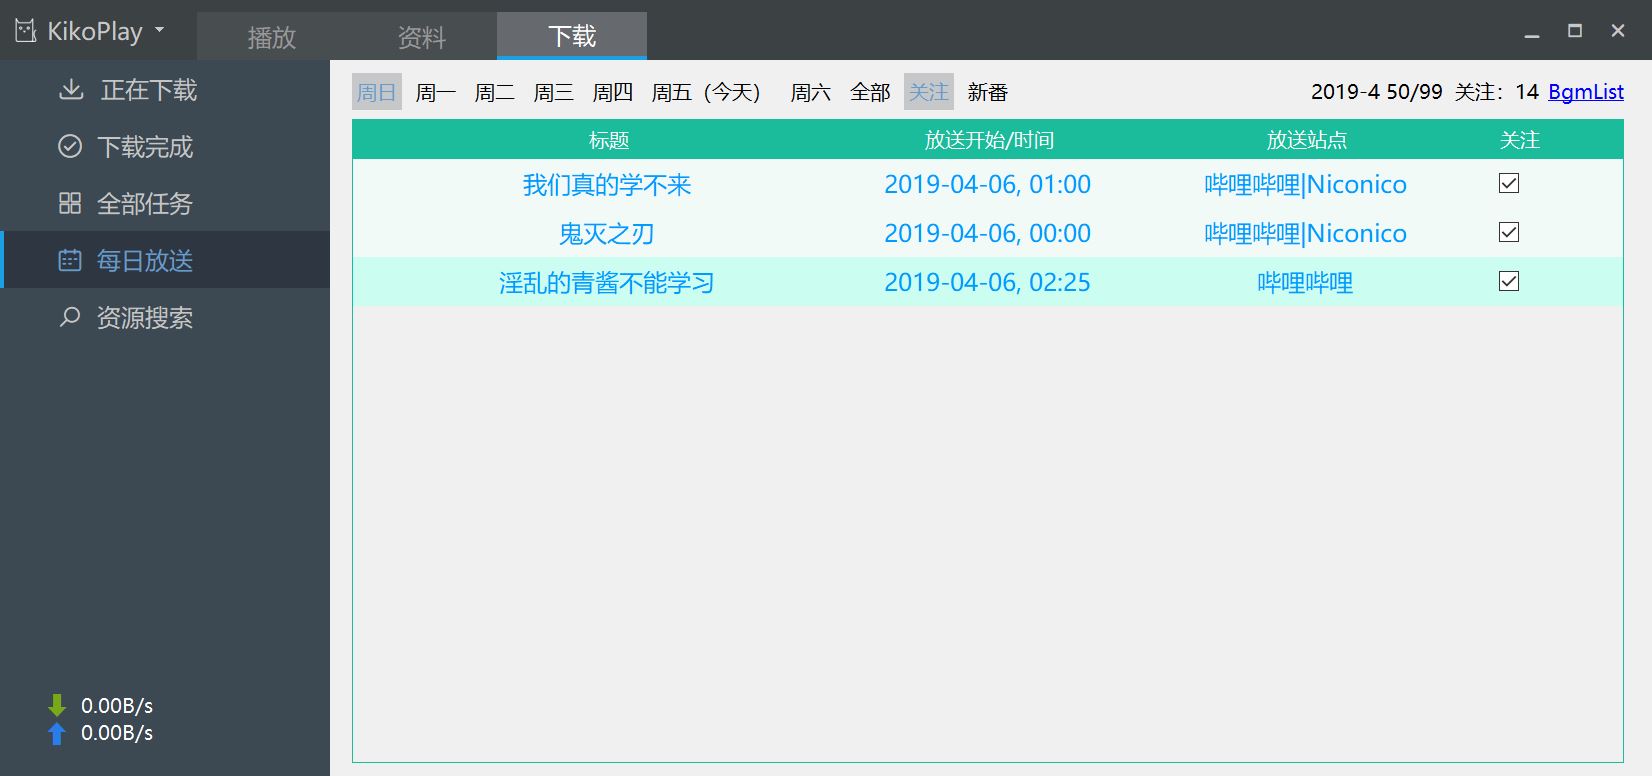 KikoPlay 播放 资料 下载
正在下载
下载完成
全部任务
每日放送
资源搜索
0.00B/s
0.00B/s
周日 周一 周二 周三 周四 周五（今天） 周六 全部 关注 新番 2019-4 50/99 关注：14 BgmList
标题 放送开始/时间 放送站点 关注
我们真的学不来 2019-04-06, 01:00 哔哩哔哩|Niconico
鬼灭之刃 2019-04-06, 00:00 哔哩哔哩|Niconico
淫乱的青酱不能学习 2019-04-06, 02:25 哔哩哔哩